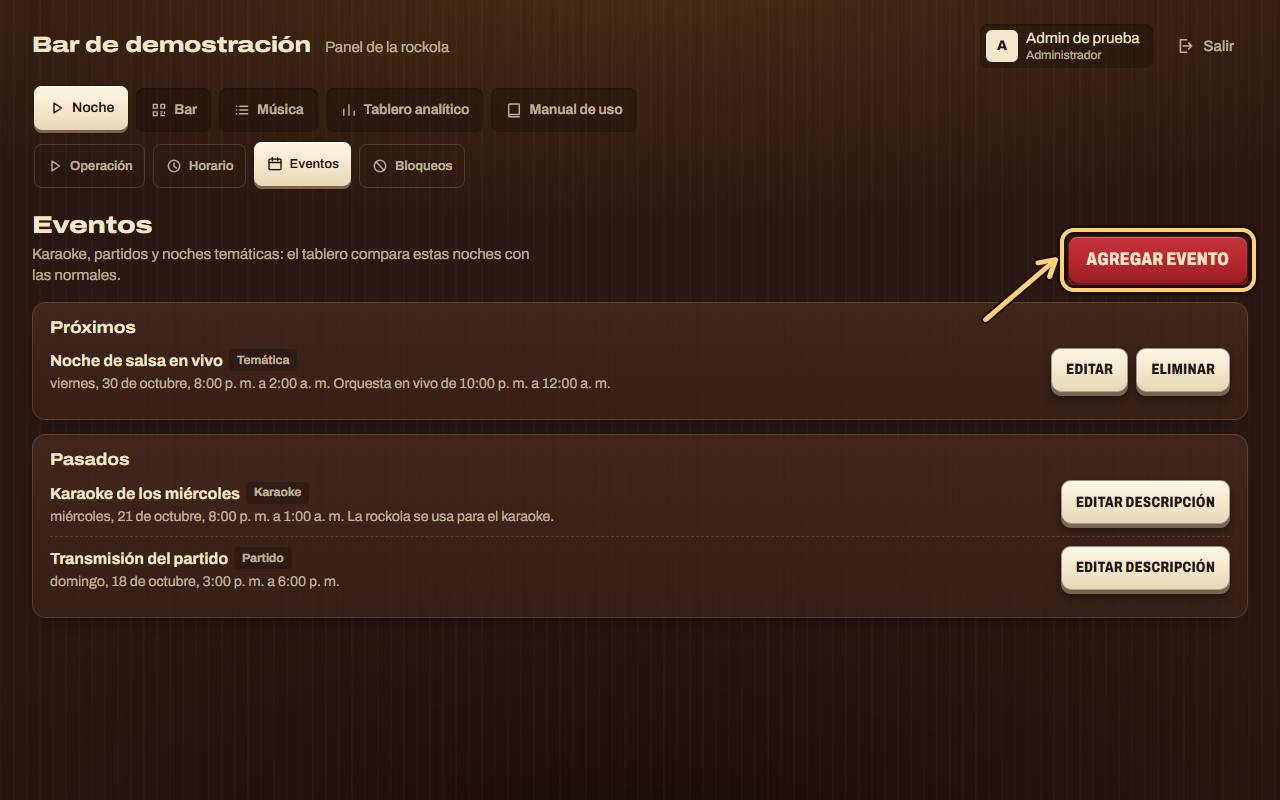 Bar de demostración Panel de la rockola
A Admin de prueba
Administrador
Salir
Noche Bar Música Tablero analítico Manual de uso
Operación Horario Eventos Bloqueos
Eventos
Karaoke, partidos y noches temáticas: el tablero compara estas noches con
las normales.
AGREGAR EVENTO
Próximos
Noche de salsa en vivo Temática
viernes, 30 de octubre, 8:00 p. m. a 2:00 a. m. Orquesta en vivo de 10:00 p. m. a 12:00 a. m.
EDITAR ELIMINAR
Pasados
Karaoke de los miércoles Karaoke
miércoles, 21 de octubre, 8:00 p. m. a 1:00 a. m. La rockola se usa para el karaoke.
EDITAR DESCRIPCIÓN
Transmisión del partido Partido
domingo, 18 de octubre, 3:00 p. m. a 6:00 p. m.
EDITAR DESCRIPCIÓN